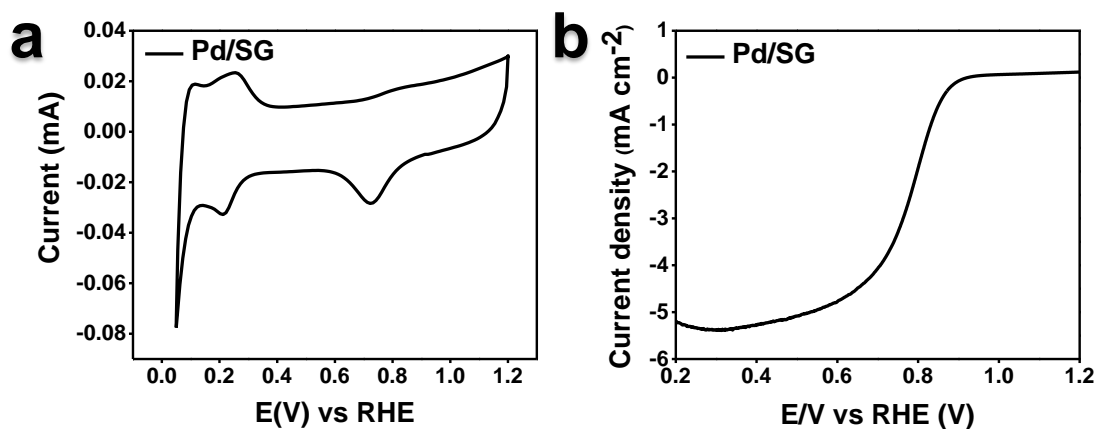 a
Pd/SG
0.04
0.02
0.00
-0.02
-0.04
-0.06
-0.08
Current (mA)
0.0 0.2 0.4 0.6 0.8 1.0 1.2
E(V) vs RHE
b
Pd/SG
1
0
-1
-2
-3
-4
-5
-6
Current density (mA cm-2)
0.2 0.4 0.6 0.8 1.0 1.2
E/V vs RHE (V)